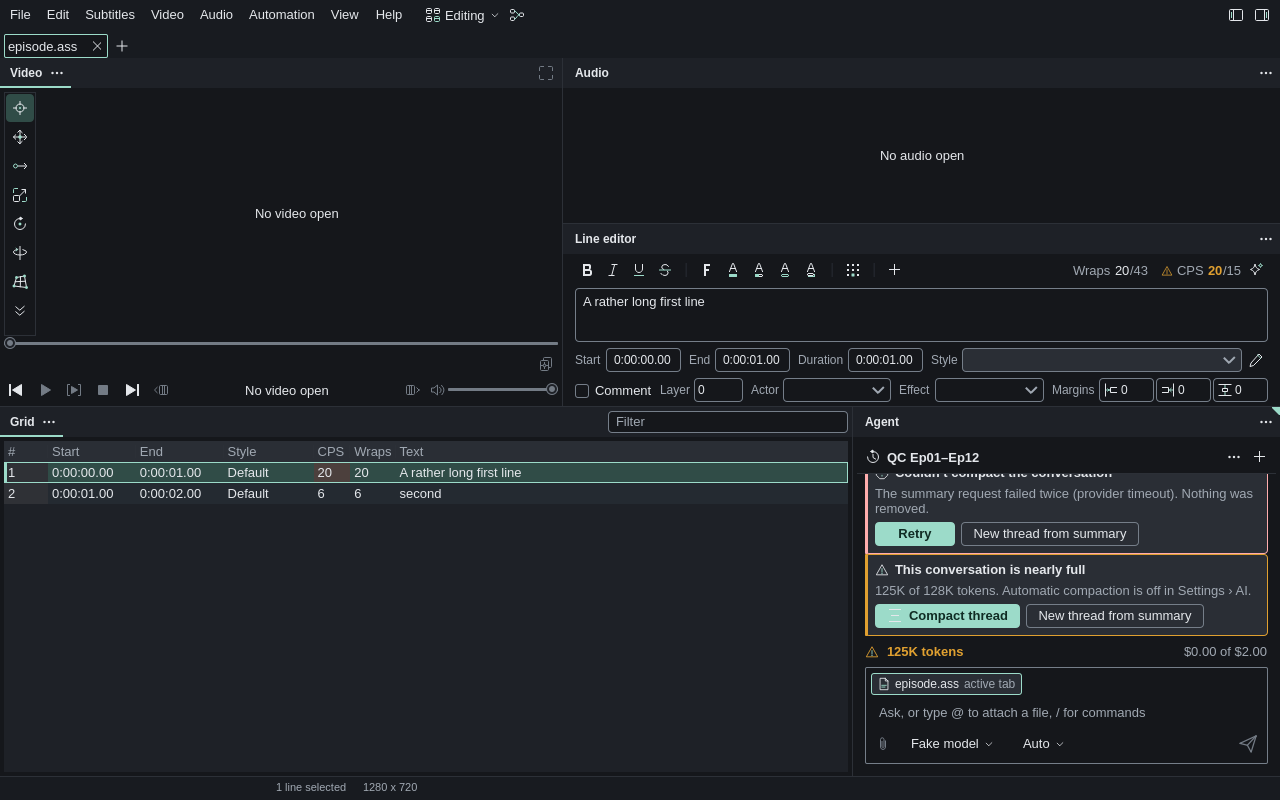 File Edit Subtitles Video Audio Automation View Help Editing
episode.ass
Video
Audio
No video open
No audio open
Line editor
Wraps 20/43 CPS 20/15
A rather long first line
Start 0:00:00.00 End 0:00:01.00 Duration 0:00:01.00 Style
No video open
Comment Layer 0 Actor Effect Margins 0 0 0
Grid
Filter
# Start End Style CPS Wraps Text
1 0:00:00.00 0:00:01.00 Default 20 20 A rather long first line
2 0:00:01.00 0:00:02.00 Default 6 6 second
Agent
QC Ep01–Ep12
Couldn't compact the conversation
The summary request failed twice (provider timeout). Nothing was
removed.
Retry New thread from summary
This conversation is nearly full
125K of 128K tokens. Automatic compaction is off in Settings › AI.
Compact thread New thread from summary
125K tokens $0.00 of $2.00
episode.ass active tab
Ask, or type @ to attach a file, / for commands
Fake model Auto
1 line selected 1280 x 720